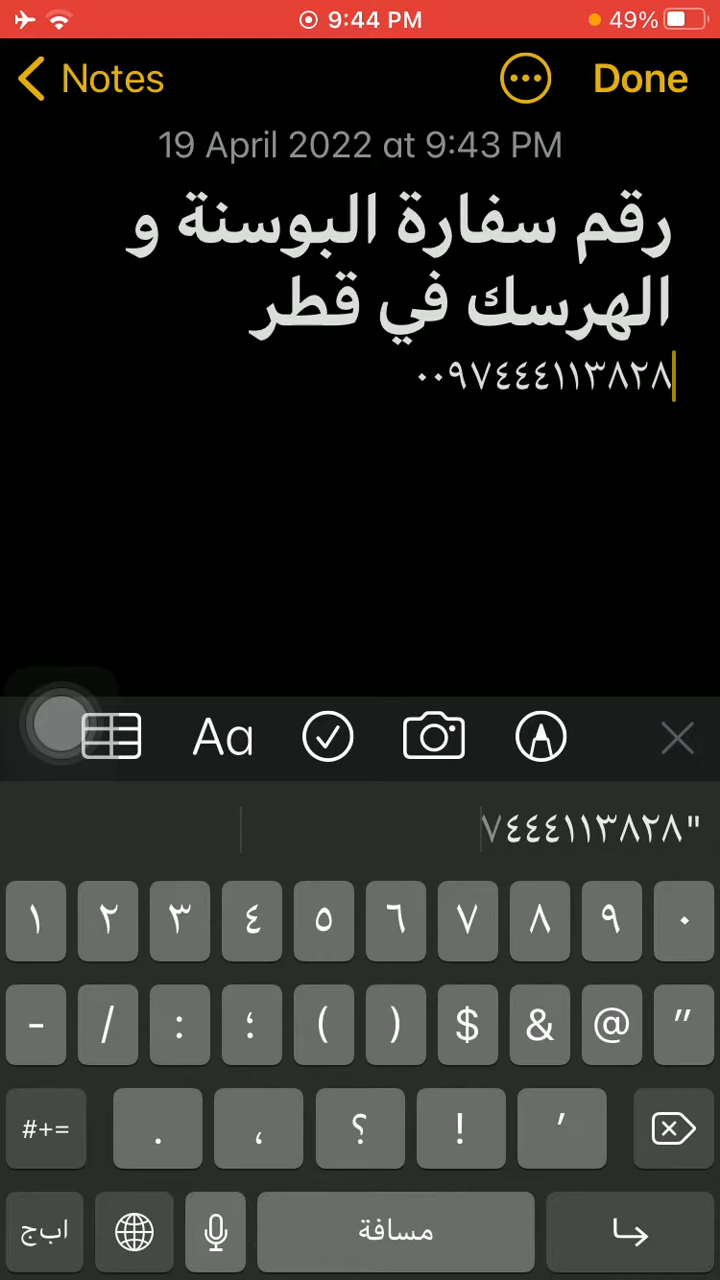 9:44 PM
49%
Notes
Done
19 April 2022 at 9:43 PM
رقم سفارة البوسنة و
الهرسك في قطر
٠٠٩٧٤٤٤١١٣٨٢٨
Aa
٧٤٤٤١١٣٨٢٨"
١ ٢ ٣ ٤ ٥ ٦ ٧ ٨ ٩ ٠
- / : ؛ ( ) $ & @ "
#+= . ، ؟ ! '
اب‌ج مسافة